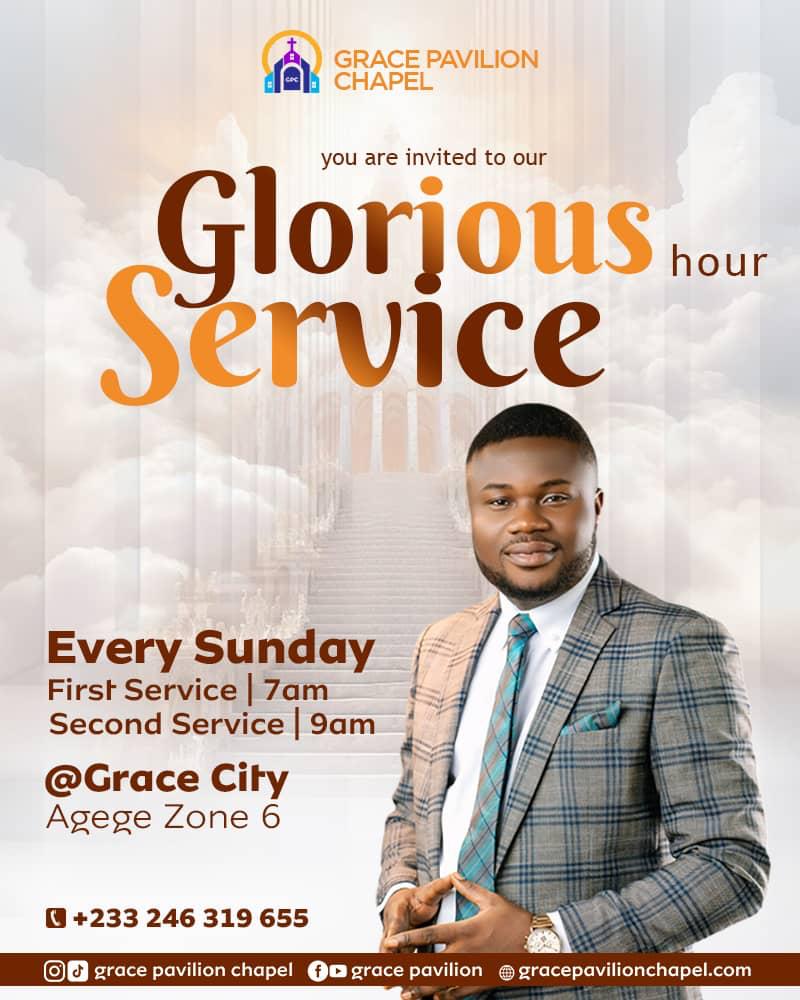 GRACE PAVILION
CHAPEL
GPC
you are invited to our
Glorious hour
Service
Every Sunday
First Service | 7am
Second Service | 9am
@Grace City
Agege Zone 6
+233 246 319 655
grace pavilion chapel grace pavilion gracepavilionchapel.com